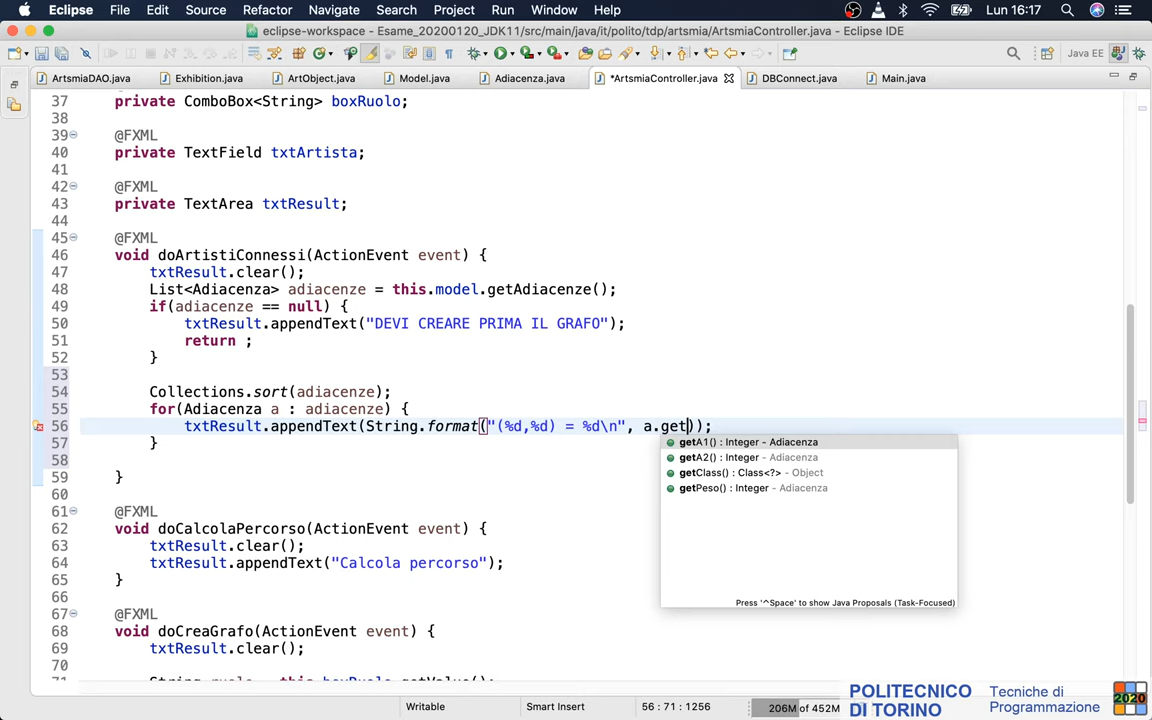 Eclipse File Edit Source Refactor Navigate Search Project Run Window Help Lun 16:17
eclipse-workspace - Esame_20200120_JDK11/src/main/java/it/polito/tdp/artsmia/ArtsmiaController.java - Eclipse IDE
Java EE
ArtsmiaDAO.java Exhibition.java ArtObject.java Model.java Adiacenza.java *ArtsmiaController.java DBConnect.java Main.java
37 private ComboBox<String> boxRuolo;
38
39 @FXML
40 private TextField txtArtista;
41
42 @FXML
43 private TextArea txtResult;
44
45 @FXML
46 void doArtistiConnessi(ActionEvent event) {
47 txtResult.clear();
48 List<Adiacenza> adiacenze = this.model.getAdiacenze();
49 if(adiacenze == null) {
50 txtResult.appendText("DEVI CREARE PRIMA IL GRAFO");
51 return ;
52 }
53
54 Collections.sort(adiacenze);
55 for(Adiacenza a : adiacenze) {
56 txtResult.appendText(String.format("(%d,%d) = %d\n", a.get));
57 }
getA1() : Integer - Adiacenza
58
getA2() : Integer - Adiacenza
getClass() : Class<?> - Object
59 }
getPeso() : Integer - Adiacenza
60
61 @FXML
62 void doCalcolaPercorso(ActionEvent event) {
63 txtResult.clear();
64 txtResult.appendText("Calcola percorso");
65 }
66
Press '^Space' to show Java Proposals (Task-Focused)
67 @FXML
68 void doCreaGrafo(ActionEvent event) {
69 txtResult.clear();
70
71 String ruolo = this.boxRuolo.getValue();
Writable Smart Insert 56 : 71 : 1256 206M of 452M
POLITECNICO
DI TORINO
Tecniche di
Programmazione
2020